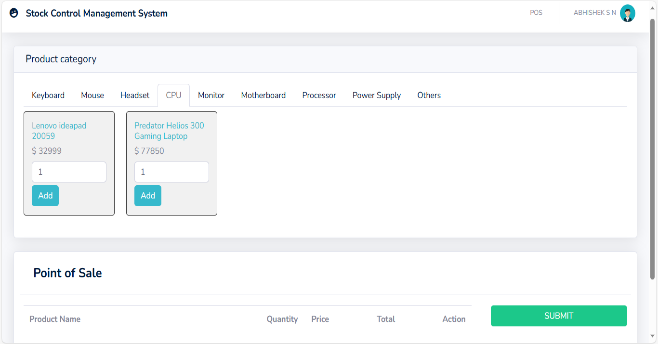 Stock Control Management System
POS
ABHISHEK S N
Product category
Keyboard Mouse Headset CPU Monitor Motherboard Processor Power Supply Others
Lenovo ideapad
20059
$ 32999
1
Add
Predator Helios 300
Gaming Laptop
$ 77850
1
Add
Point of Sale
Product Name Quantity Price Total Action
SUBMIT